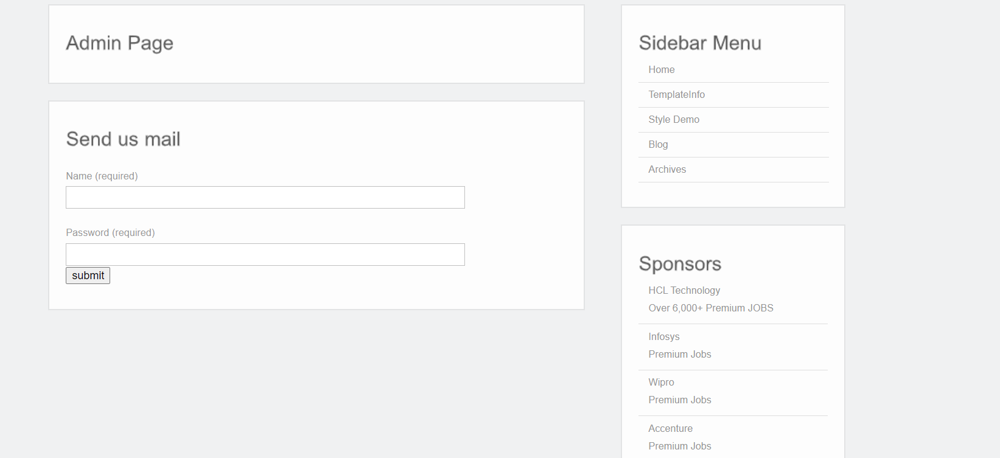 Admin Page
Send us mail
Name (required)
Password (required)
submit
Sidebar Menu
Home
TemplateInfo
Style Demo
Blog
Archives
Sponsors
HCL Technology
Over 6,000+ Premium JOBS
Infosys
Premium Jobs
Wipro
Premium Jobs
Accenture
Premium Jobs